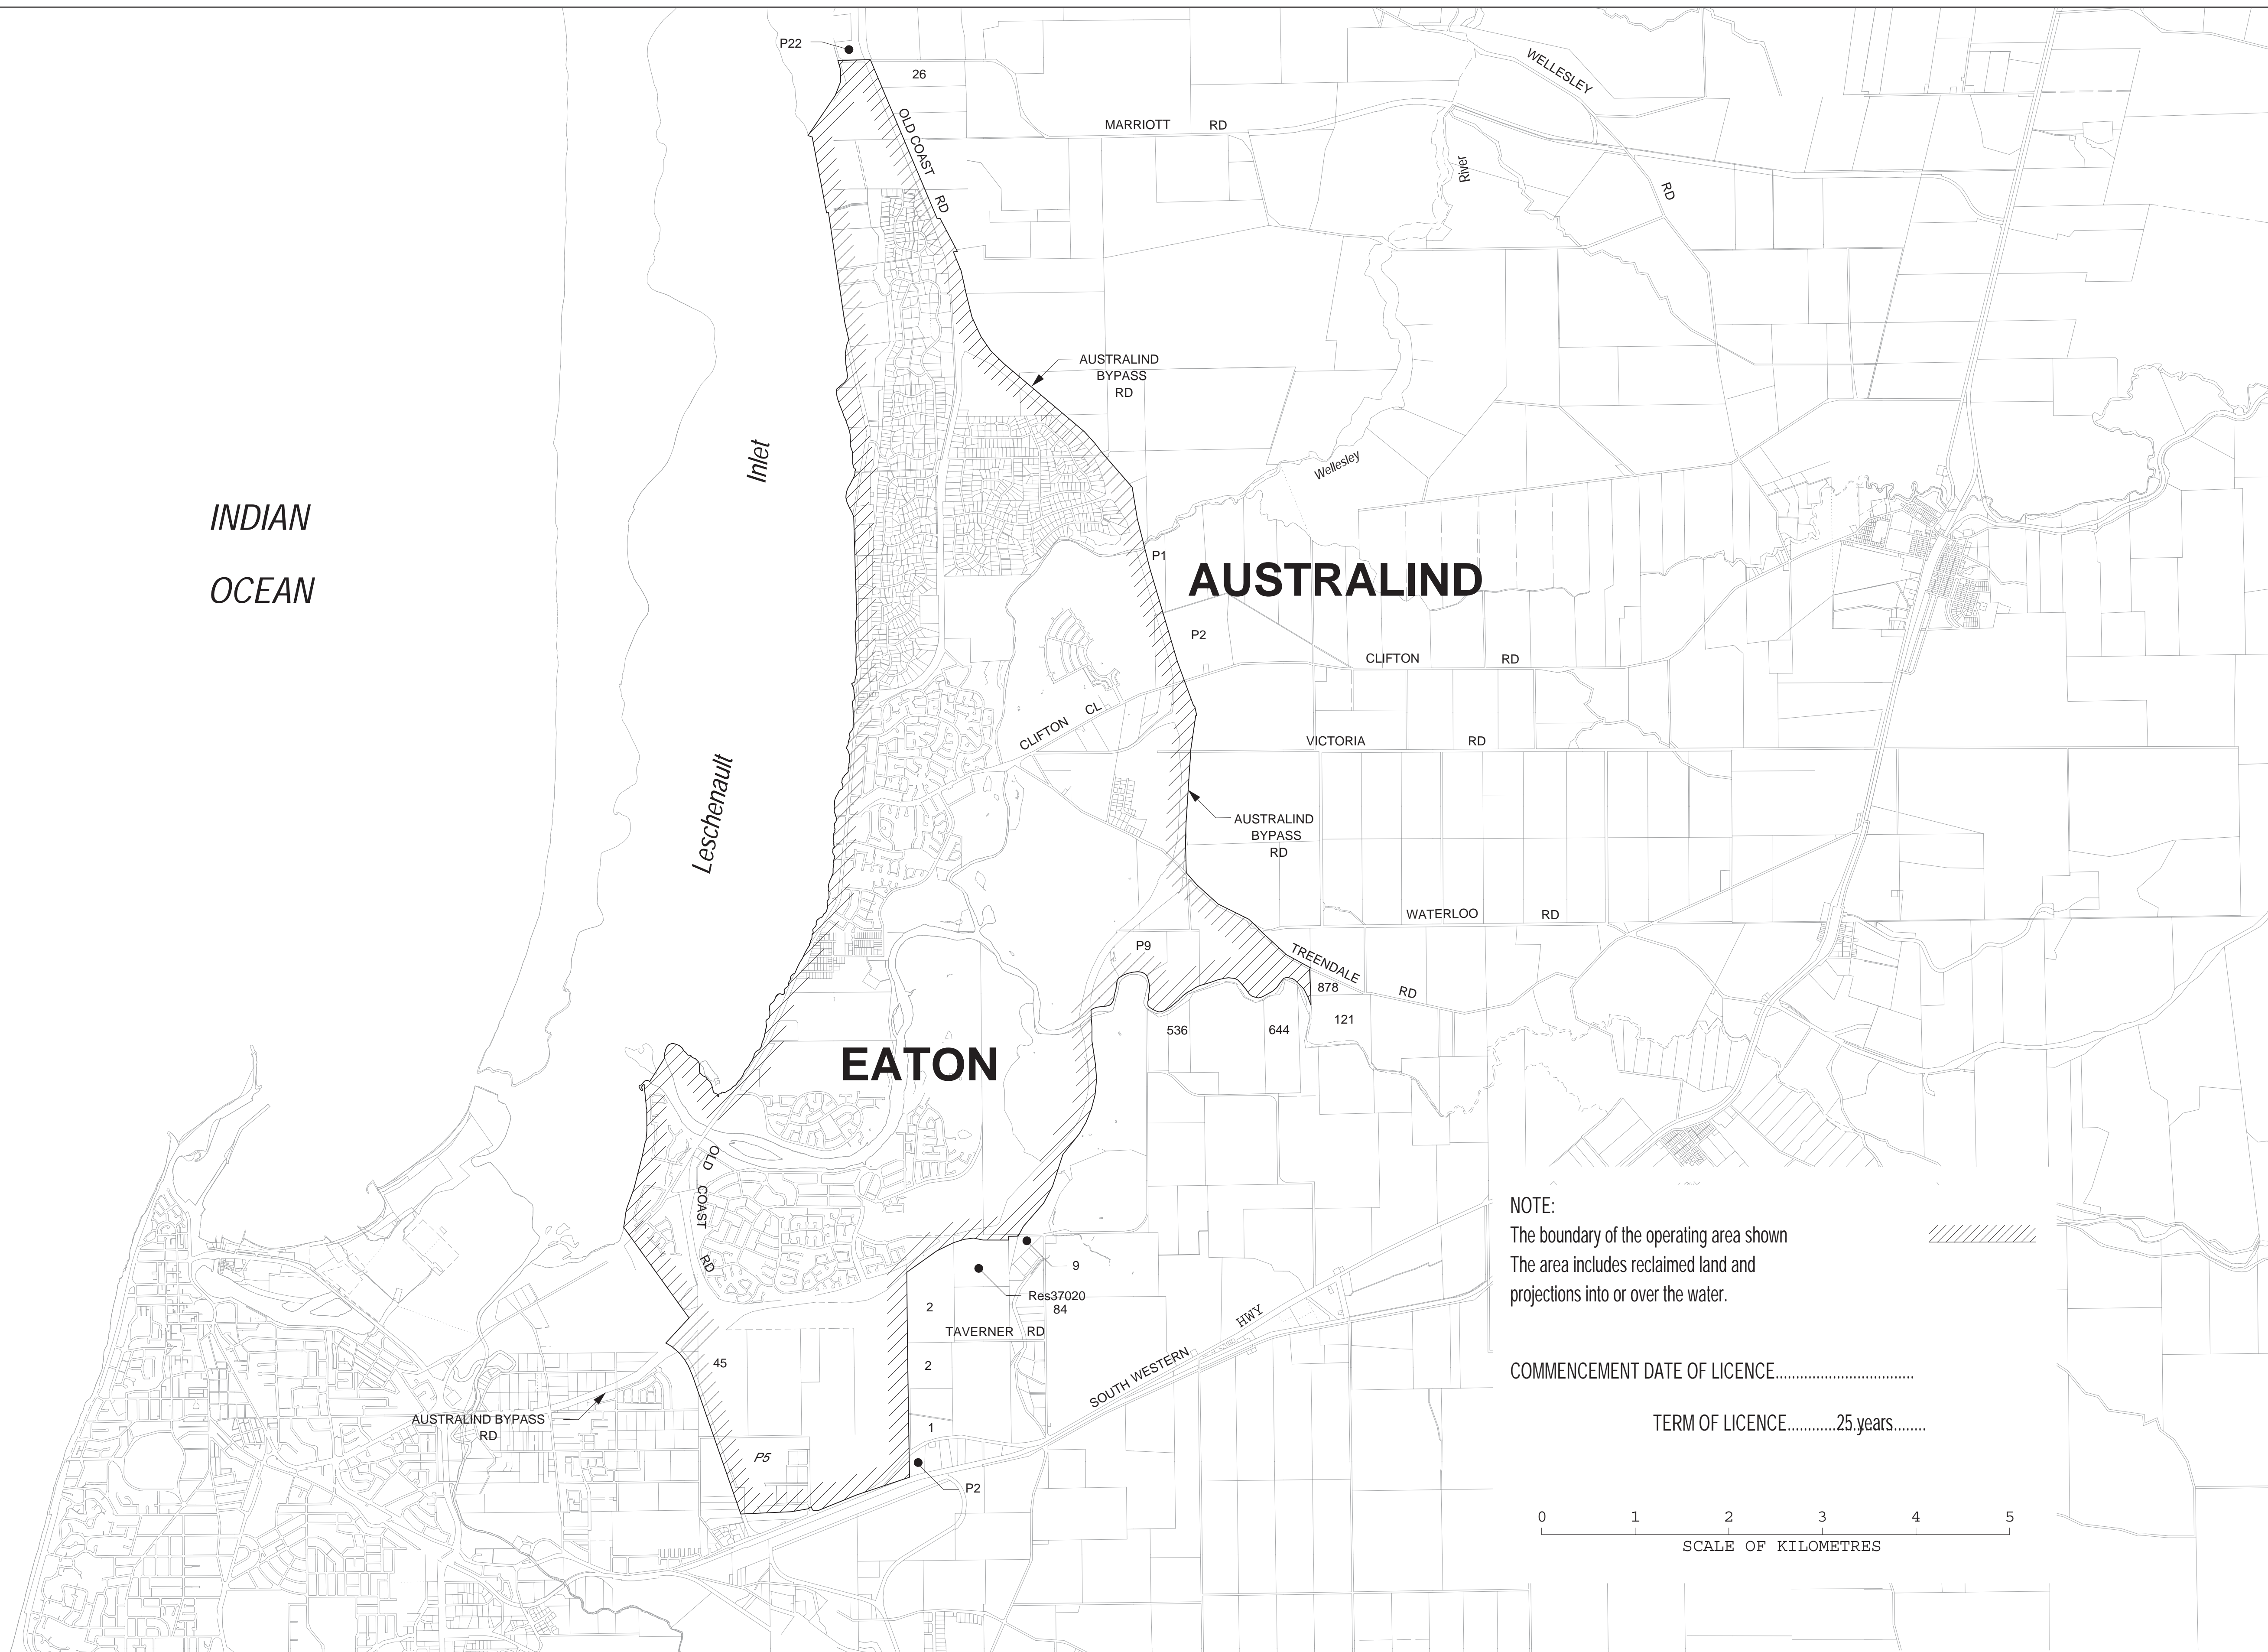 P22
26
WELLESLEY
RD
OLD COAST
RD
MARRIOTT RD
River
AUSTRALIND
BYPASS
RD
Inlet
Wellesley
INDIAN
OCEAN
P1
AUSTRALIND
P2
CLIFTON RD
CLIFTON CL
VICTORIA RD
Leschenault
AUSTRALIND
BYPASS
RD
WATERLOO RD
P9
TREENDALE
RD
878
536
644
121
EATON
OLD
COAST
RD
9
Res37020
84
2
TAVERNER RD
2
45
SOUTH WESTERN
HWY
AUSTRALIND BYPASS
RD
1
P5
P2
NOTE:
The boundary of the operating area shown
The area includes reclaimed land and
projections into or over the water.
COMMENCEMENT DATE OF LICENCE.................................
TERM OF LICENCE............25 years........
0 1 2 3 4 5
SCALE OF KILOMETRES